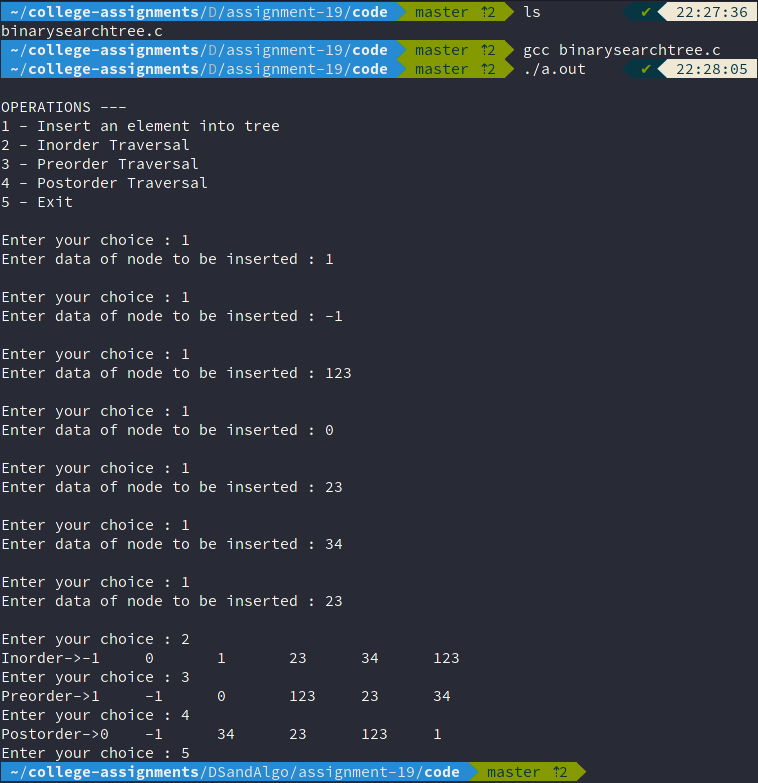 ~/college-assignments/D/assignment-19/code master ⇡2 ls ✔ 22:27:36
binarysearchtree.c
~/college-assignments/D/assignment-19/code master ⇡2 gcc binarysearchtree.c
~/college-assignments/D/assignment-19/code master ⇡2 ./a.out ✔ 22:28:05
OPERATIONS ---
1 - Insert an element into tree
2 - Inorder Traversal
3 - Preorder Traversal
4 - Postorder Traversal
5 - Exit
Enter your choice : 1
Enter data of node to be inserted : 1
Enter your choice : 1
Enter data of node to be inserted : -1
Enter your choice : 1
Enter data of node to be inserted : 123
Enter your choice : 1
Enter data of node to be inserted : 0
Enter your choice : 1
Enter data of node to be inserted : 23
Enter your choice : 1
Enter data of node to be inserted : 34
Enter your choice : 1
Enter data of node to be inserted : 23
Enter your choice : 2
Inorder->-1 0 1 23 34 123
Enter your choice : 3
Preorder->1 -1 0 123 23 34
Enter your choice : 4
Postorder->0 -1 34 23 123 1
Enter your choice : 5
~/college-assignments/DSandAlgo/assignment-19/code master ⇡2